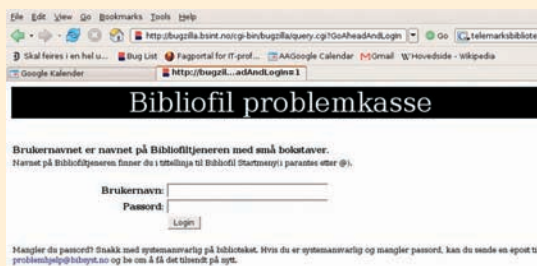 File Edit View Go Bookmarks Tools Help
http://bugzilla.bsint.no/cgi-bin/bugzilla/query.cgi?GoAheadAndLogin Go telemarksbibliote
Skal feires i en hel u... Bug List Fagportal for IT-prof... AAGoogle Calendar Gmail Hovedside - Wikipedia
Google Kalender http://bugzil...adAndLogin=1
Bibliofil problemkasse
Brukernavnet er navnet på Bibliofiltjeneren med små bokstaver.
Navnet på Bibliofiltjeneren finner du i tittellinja til Bibliofil Startmeny(i parantes etter @).
Brukernavn:
Passord:
Login
Mangler du passord? Snakk med systemansvarlig på biblioteket. Hvis du er systemansvarlig og mangler passord, kan du sende en epost til
problemhjelp@bibsyst.no og be om å få det tilsendt på nytt.